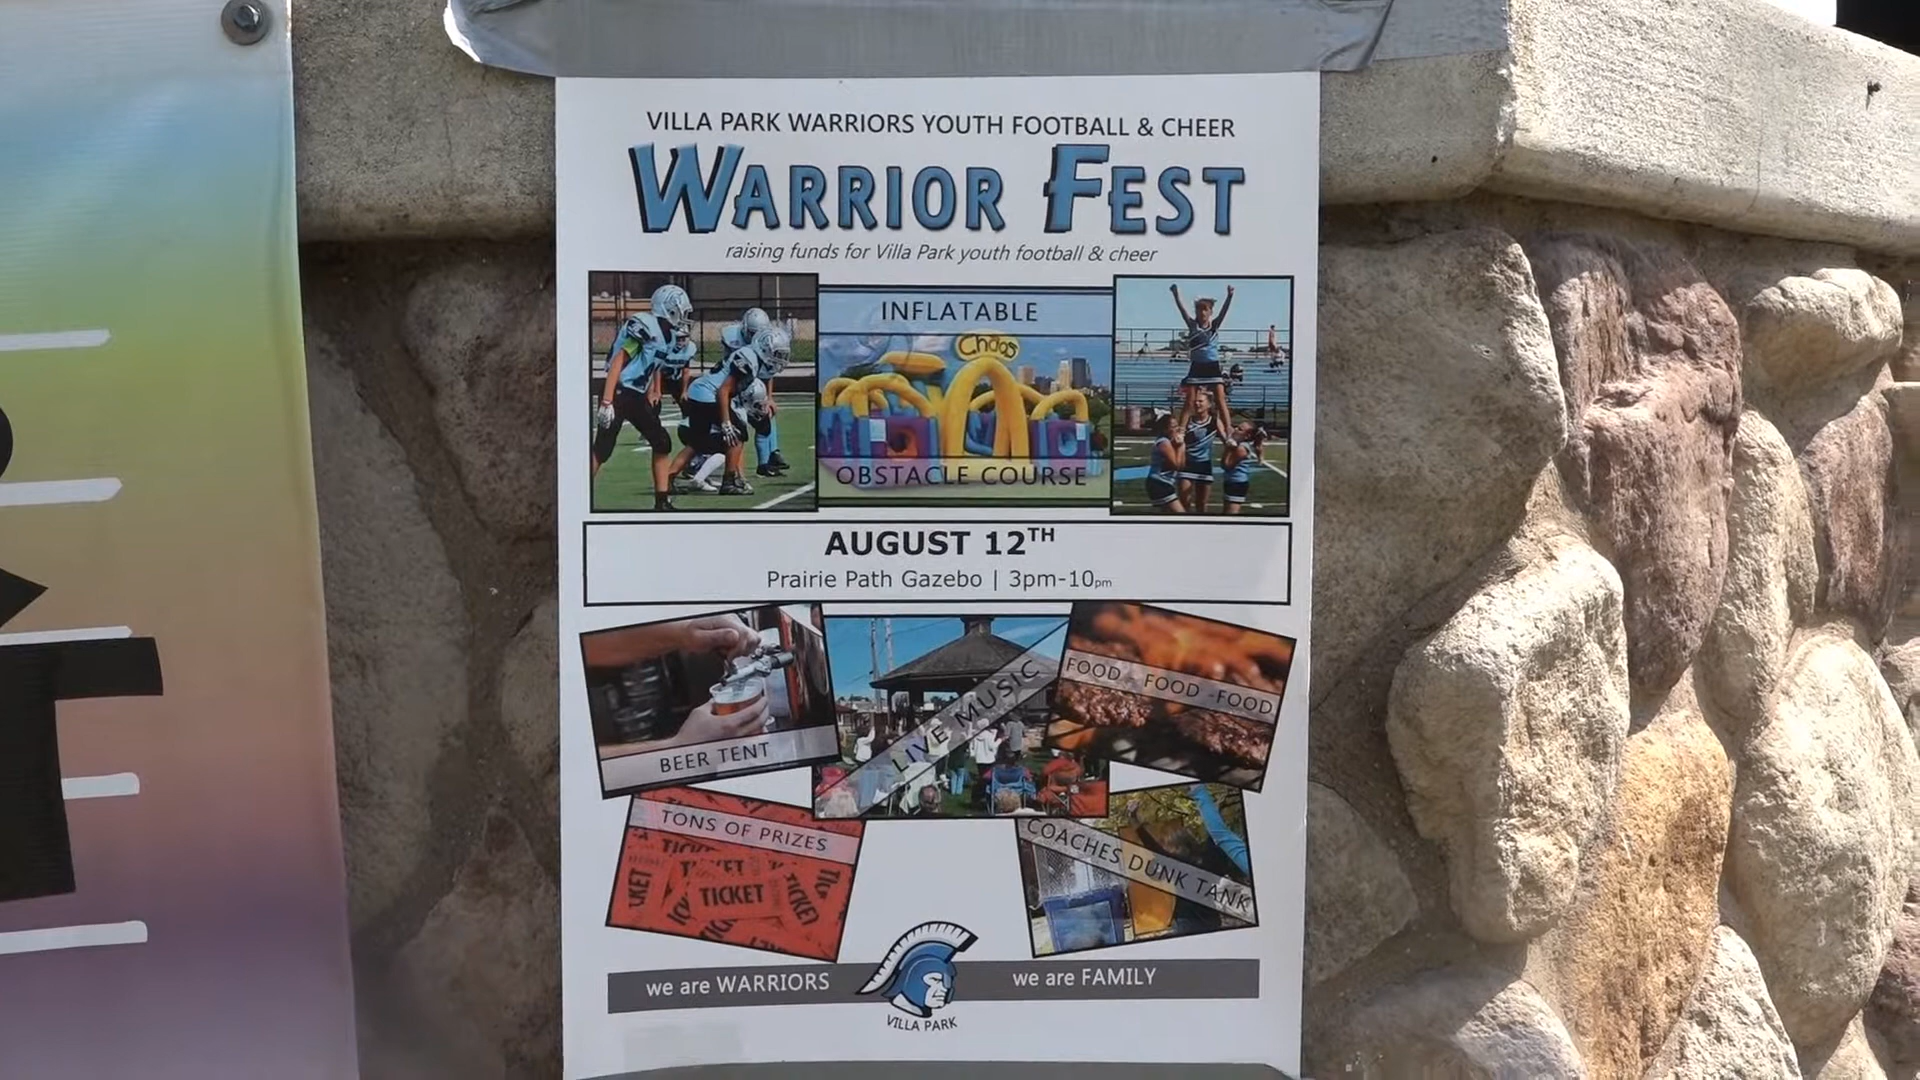 VILLA PARK WARRIORS YOUTH FOOTBALL & CHEER
WARRIOR FEST
raising funds for Villa Park youth football & cheer
INFLATABLE
Chaos
OBSTACLE COURSE
AUGUST 12TH
Prairie Path Gazebo | 3pm-10pm
BEER TENT
LIVE MUSIC
FOOD - FOOD -FOOD
TONS OF PRIZES
TICKET
TICKET
COACHES DUNK TANK
we are WARRIORS
we are FAMILY
VILLA PARK